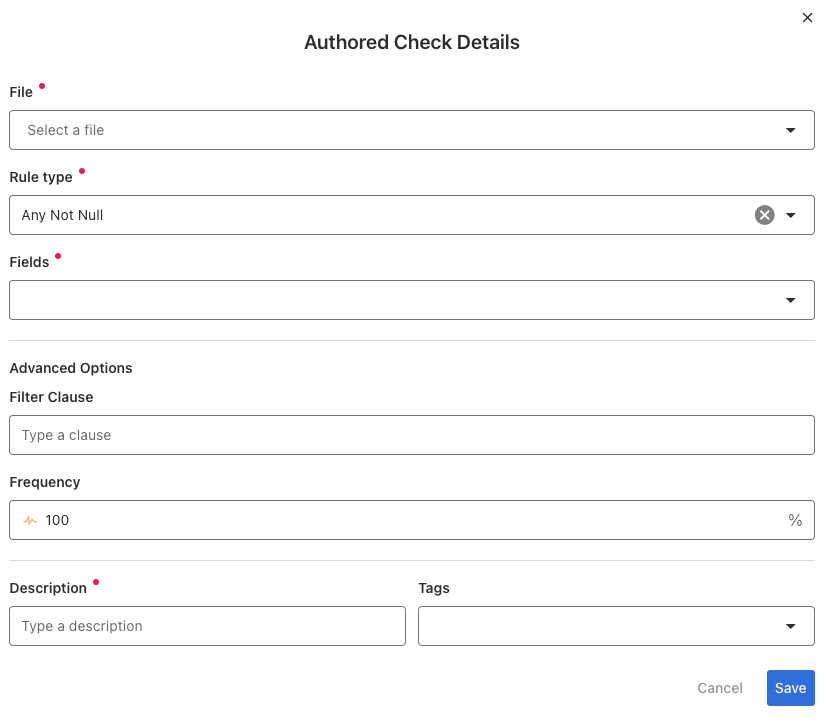 Authored Check Details
File
Select a file
Rule type
Any Not Null
Fields
Advanced Options
Filter Clause
Type a clause
Frequency
100 %
Description
Type a description
Tags
Cancel
Save